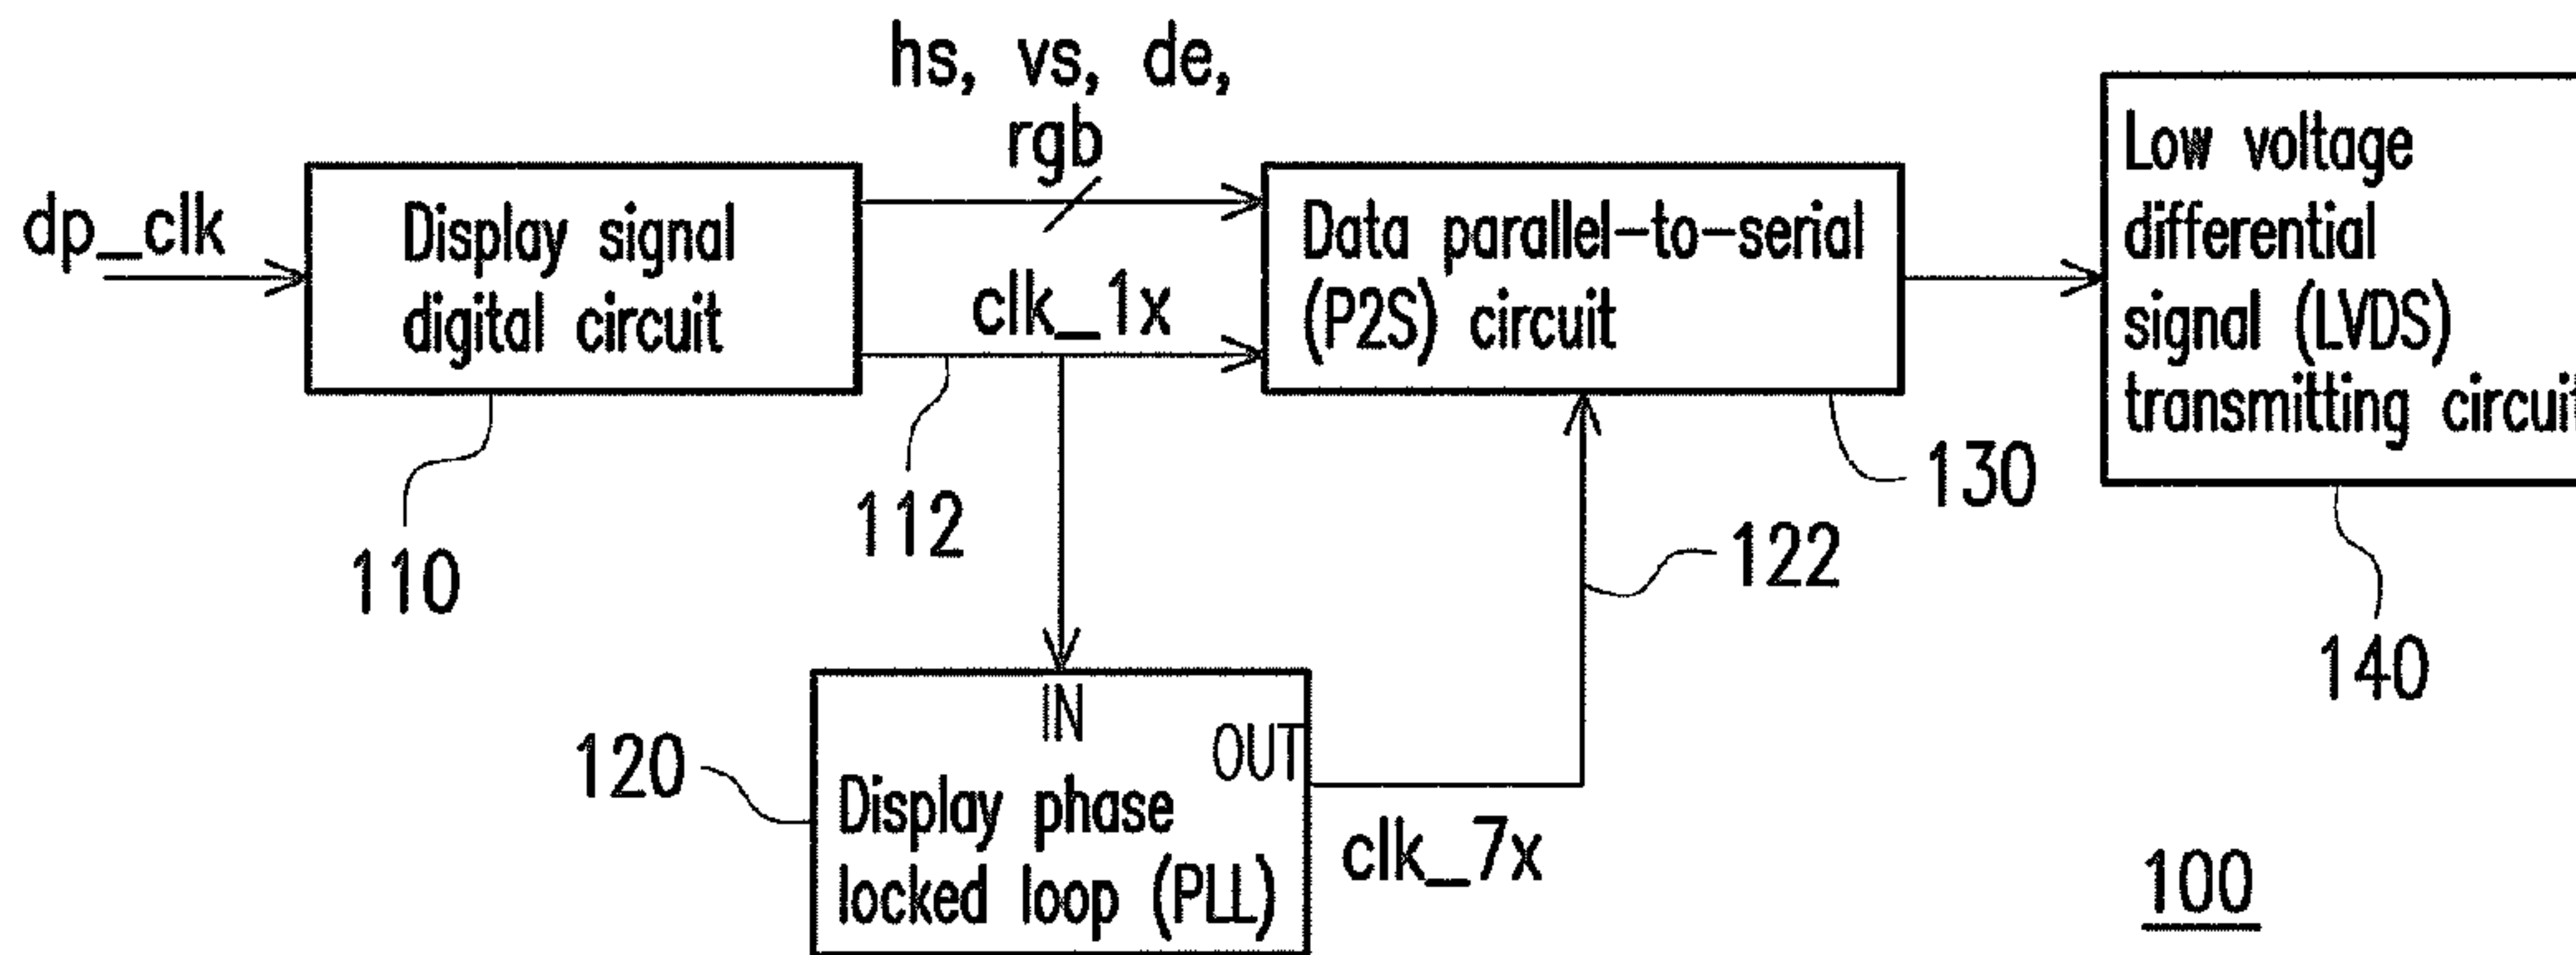 hs, vs, de,
rgb
dp_clk
Display signal
digital circuit
clk_1x
Data parallel-to-serial
(P2S) circuit
Low voltage
differential
signal (LVDS)
transmitting circuit
110
112
130
122
140
120
IN
OUT
Display phase
locked loop (PLL)
clk_7x
100